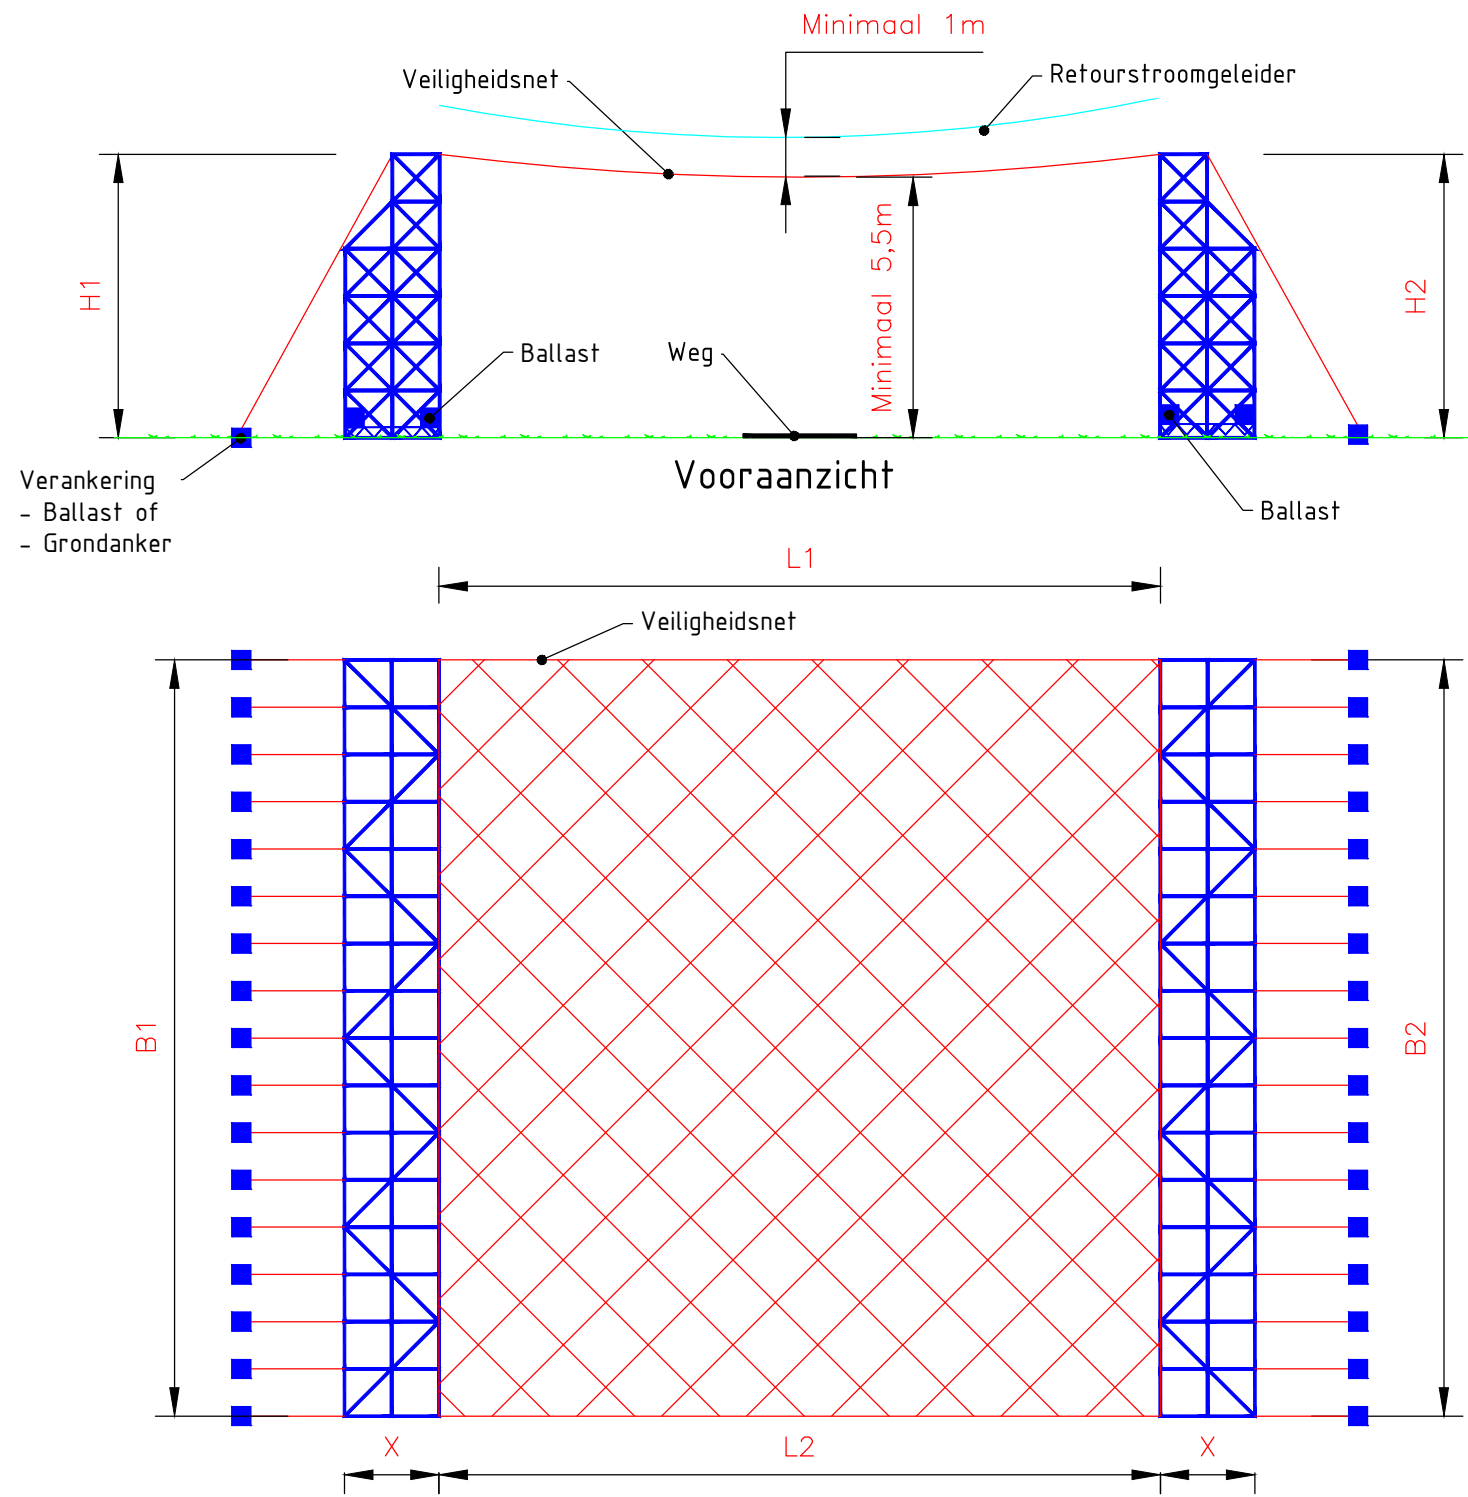 Minimaal 1m
Veiligheidsnet
Retourstroomgeleider
H1
Minimaal 5,5m
H2
Ballast
Weg
Vooraanzicht
Verankering
- Ballast of
- Grondanker
Ballast
L1
Veiligheidsnet
B1
B2
X
L2
X